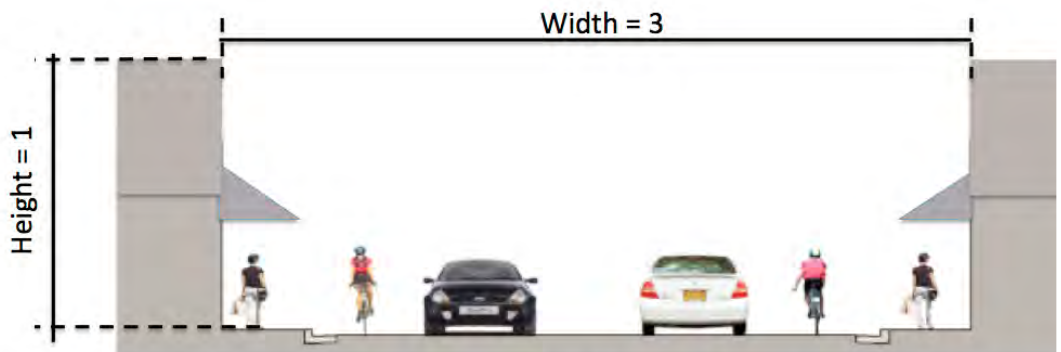 Width = 3
Height = 1